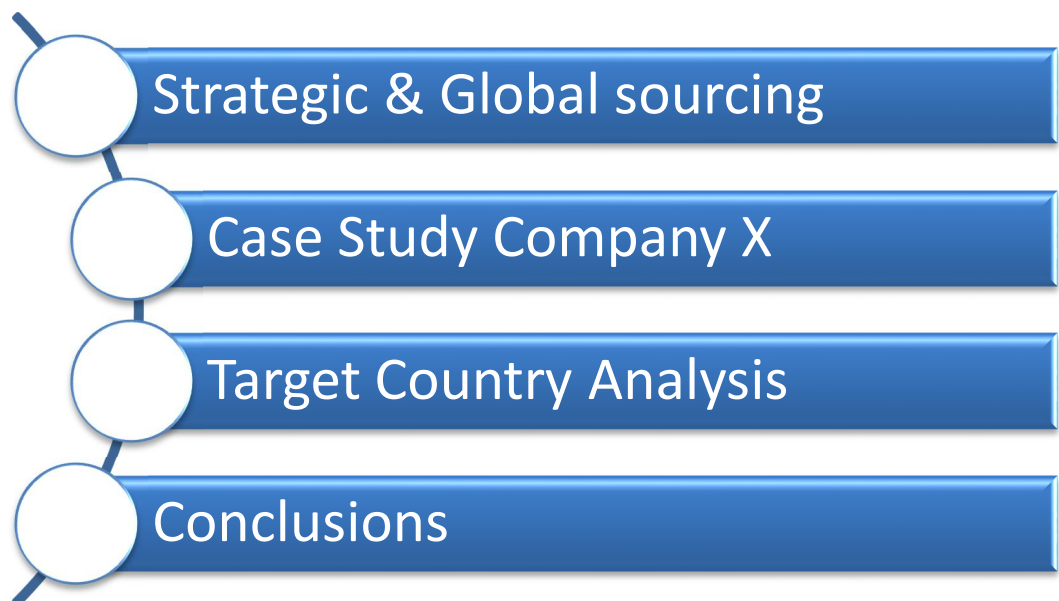 Strategic & Global sourcing
Case Study Company X
Target Country Analysis
Conclusions